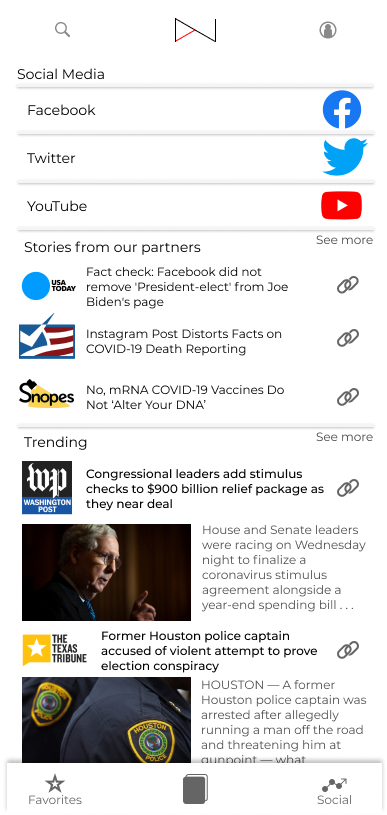 Social Media
Facebook
Twitter
YouTube
Stories from our partners
See more
USA
TODAY
Fact check: Facebook did not
remove 'President-elect' from Joe
Biden's page
Instagram Post Distorts Facts on
COVID-19 Death Reporting
Snopes
No, mRNA COVID-19 Vaccines Do
Not ‘Alter Your DNA’
Trending
See more
wp
WASHINGTON
POST
Congressional leaders add stimulus
checks to $900 billion relief package as
they near deal
House and Senate leaders
were racing on Wednesday
night to finalize a
coronavirus stimulus
agreement alongside a
year-end spending bill . . .
THE
TEXAS
TRIBUNE
Former Houston police captain
accused of violent attempt to prove
election conspiracy
HOUSTON
POLICE
HOUSTON
POLICE
HOUSTON — A former
Houston police captain was
arrested after allegedly
running a man off the road
and threatening him at
gunpoint — what
Favorites
Social